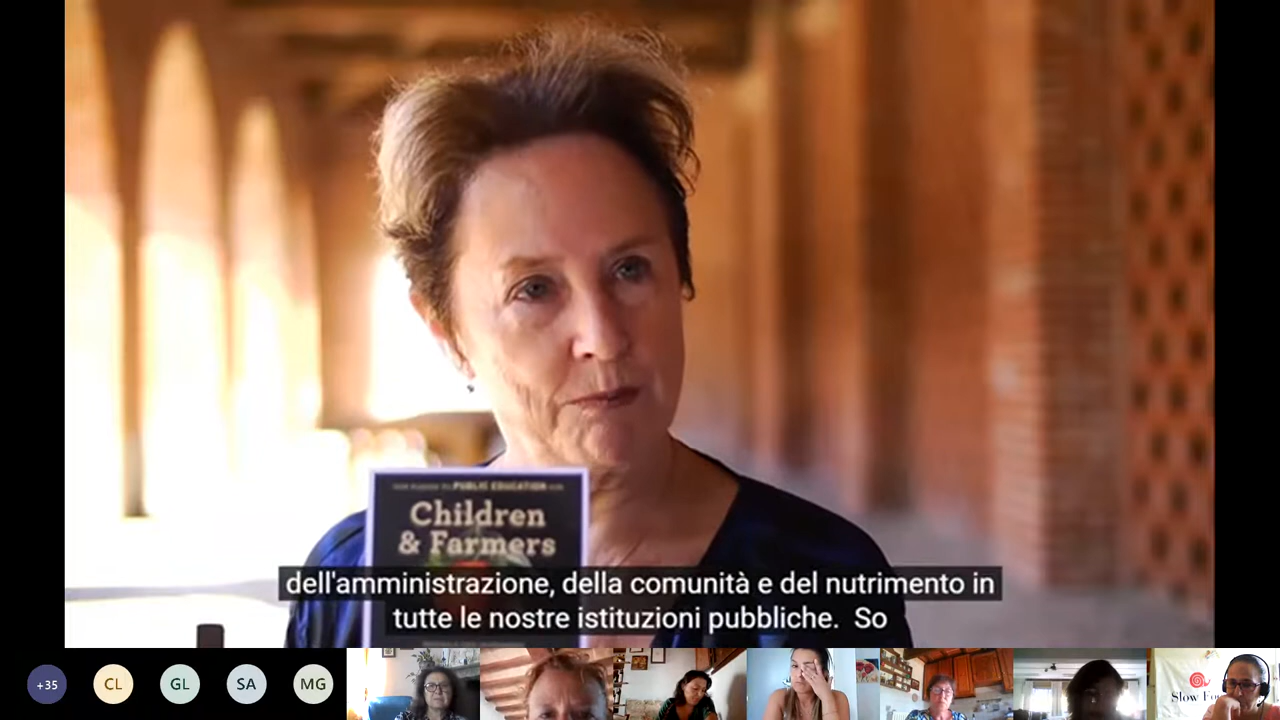 PUBLIC EDUCATION
Children
& Farmers
dell'amministrazione, della comunità e del nutrimento in
tutte le nostre istituzioni pubbliche. So
+35
CL
GL
SA
MG
Slow